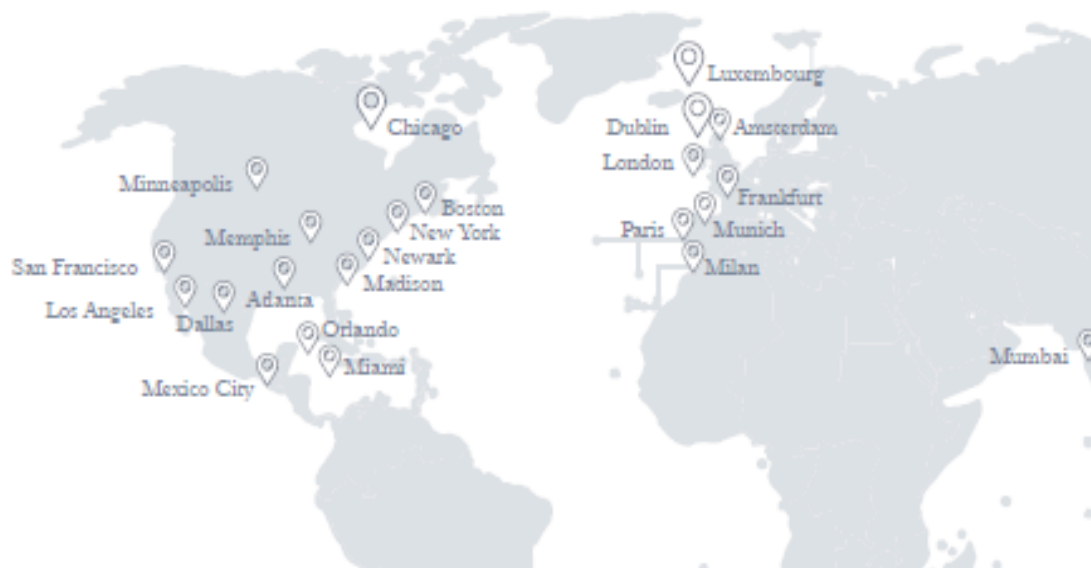 Luxembourg
Chicago
Dublin
Amsterdam
London
Minneapolis
Frankfurt
Boston
New York
Paris
Munich
Memphis
Newark
San Francisco
Milan
Madison
Atlanta
Los Angeles
Dallas
Orlando
Mumbai
Miami
Mexico City